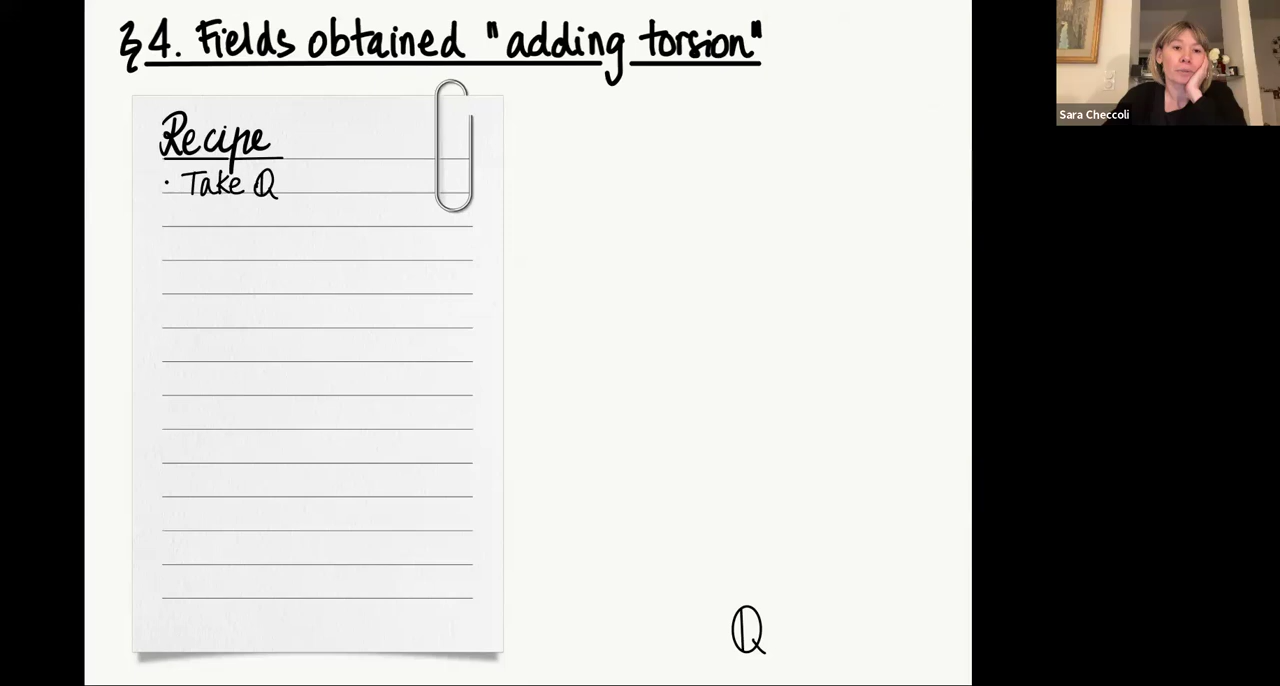 §4. Fields obtained "adding torsion"
Recipe
· Take ℚ
ℚ
Sara Checcoli